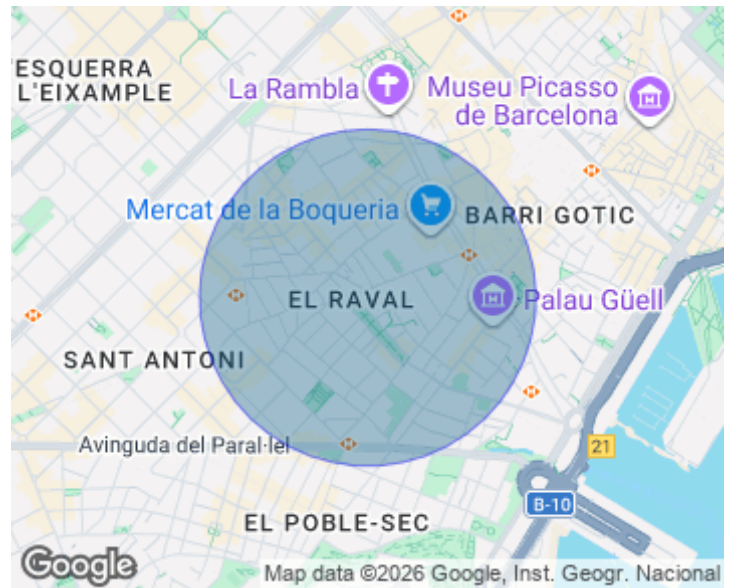 'ESQUERRA
L'EIXAMPLE
La Rambla
Museu Picasso
de Barcelona
Mercat de la Boqueria
BARRI GOTIC
EL RAVAL
Palau Güell
SANT ANTONI
Avinguda del Paral·lel
21
B-10
EL POBLE-SEC
Google
Map data ©2026 Google, Inst. Geogr. Nacional